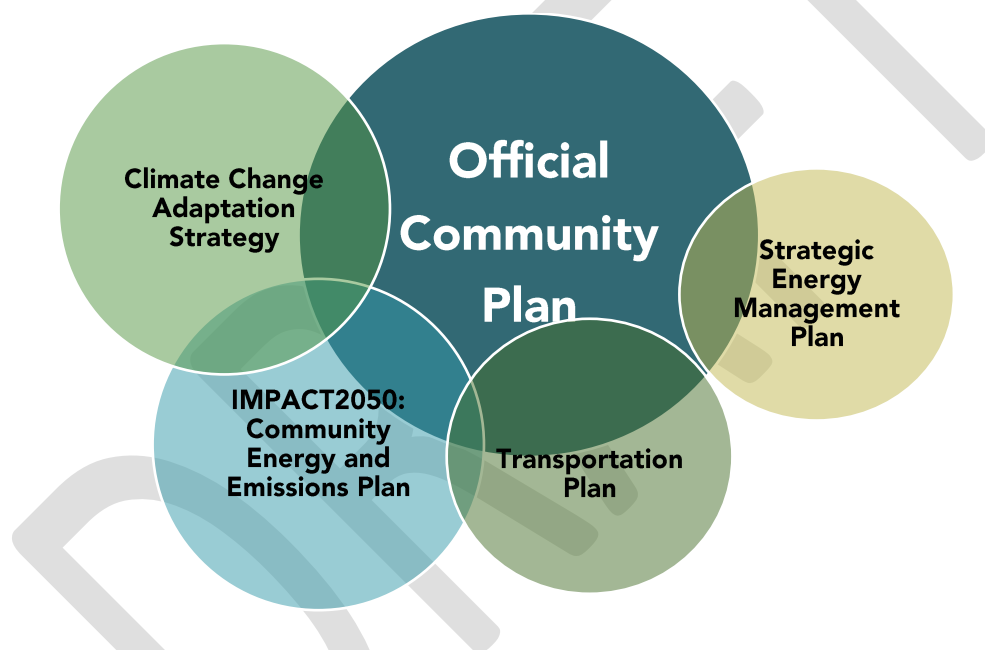 Official
Community
Plan
Climate Change
Adaptation
Strategy
Strategic
Energy
Management
Plan
IMPACT2050:
Community
Energy and
Emissions Plan
Transportation
Plan